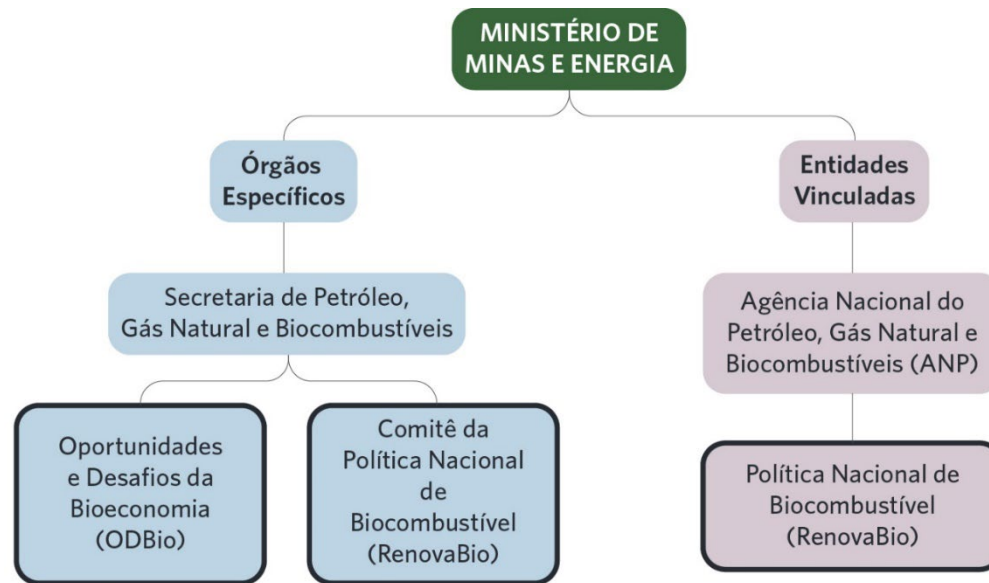 MINISTÉRIO DE
MINAS E ENERGIA
Órgãos
Específicos
Entidades
Vinculadas
Secretaria de Petróleo,
Gás Natural e Biocombustíveis
Agência Nacional do
Petróleo, Gás Natural e
Biocombustíveis (ANP)
Oportunidades
e Desafios da
Bioeconomia
(ODBio)
Comitê da
Política Nacional
de
Biocombustível
(RenovaBio)
Política Nacional de
Biocombustível
(RenovaBio)